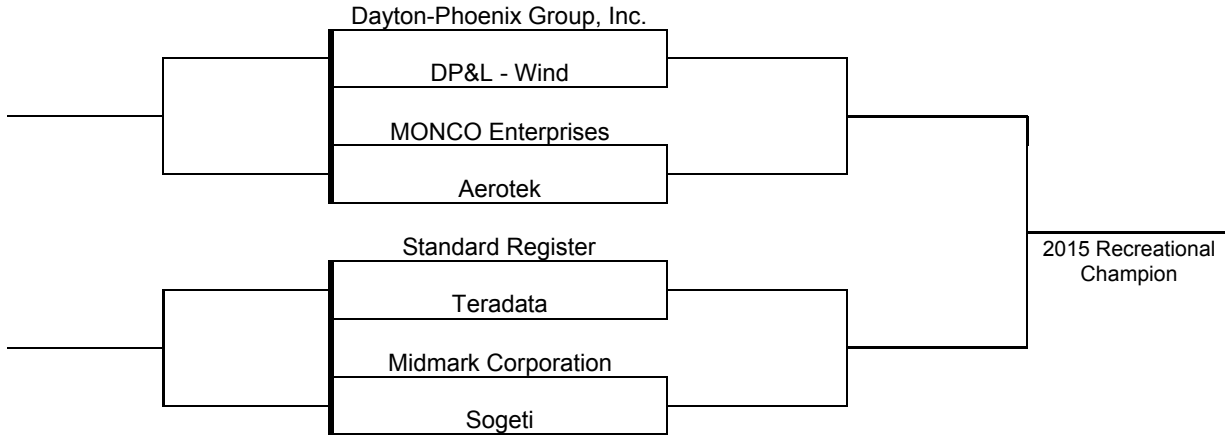 Dayton-Phoenix Group, Inc.
DP&L - Wind
MONCO Enterprises
Aerotek
Standard Register
Teradata
Midmark Corporation
Sogeti
2015 Recreational
Champion